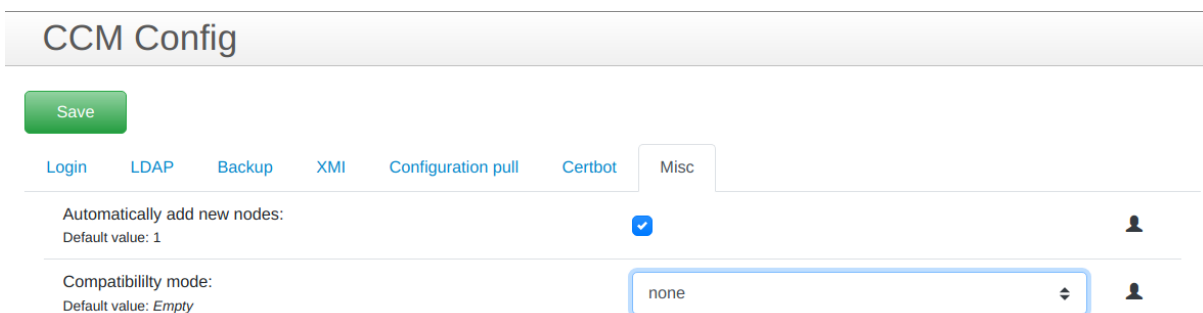 CCM Config
Save
Login LDAP Backup XMI Configuration pull Certbot Misc
Automatically add new nodes:
Default value: 1
Compatibililty mode:
none
Default value: Empty